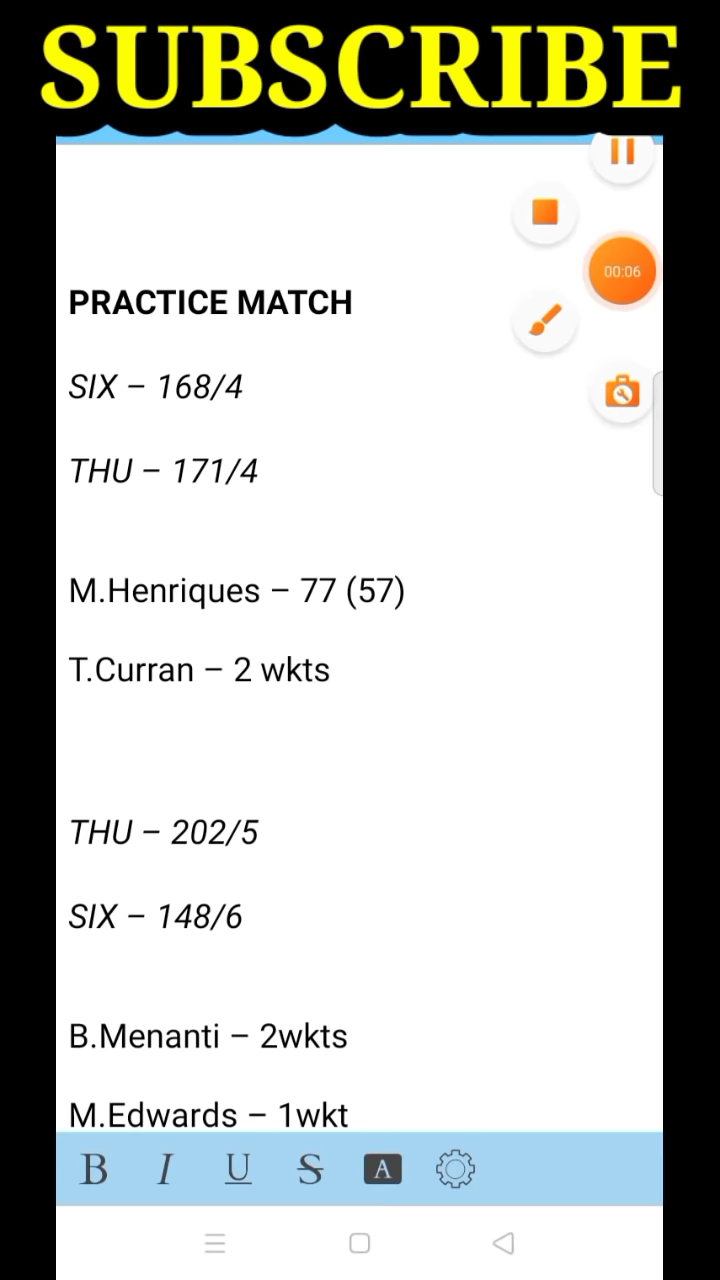 SUBSCRIBE
00:06
PRACTICE MATCH
SIX – 168/4
THU – 171/4
M.Henriques – 77 (57)
T.Curran – 2 wkts
THU – 202/5
SIX – 148/6
B.Menanti – 2wkts
M.Edwards – 1wkt
B I U S A